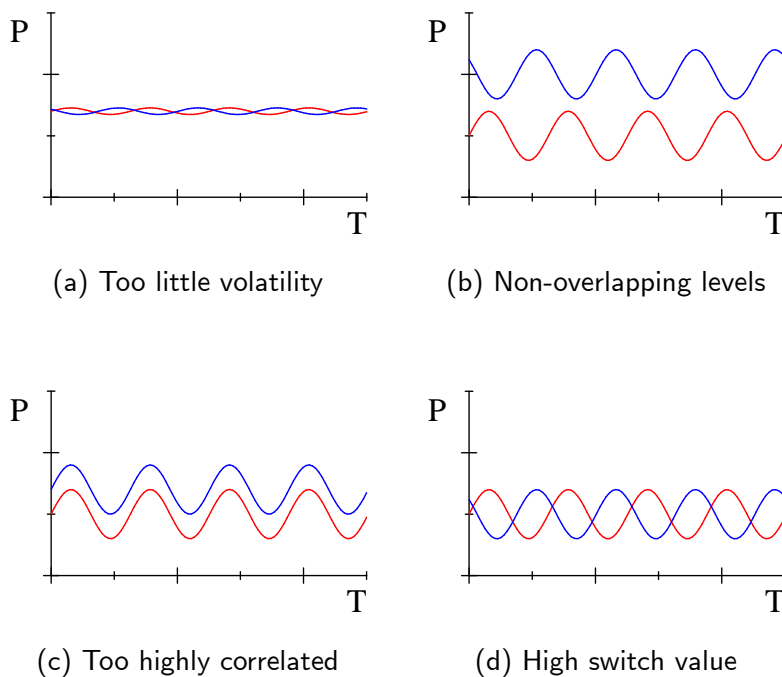 P
P
T
T
(a) Too little volatility
(b) Non-overlapping levels
P
P
T
T
(c) Too highly correlated
(d) High switch value